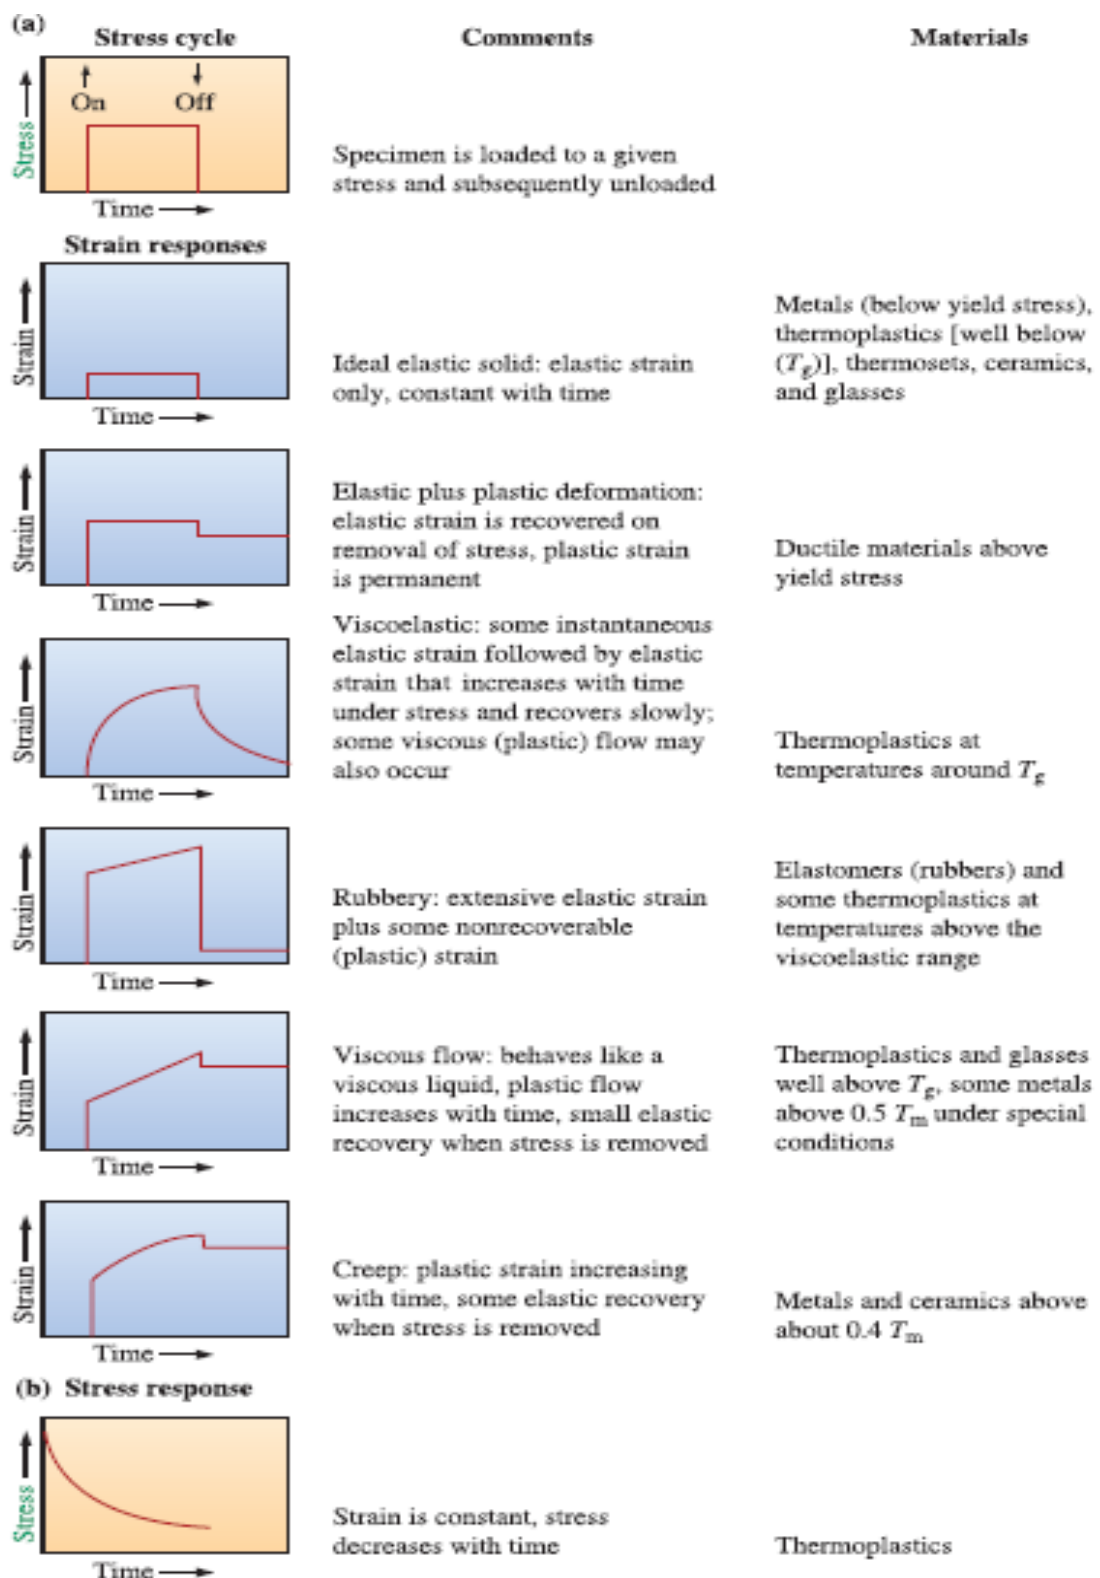 (a)
Stress cycle
Comments
Materials
On
Off
Stress
Time
Specimen is loaded to a given
stress and subsequently unloaded
Strain responses
Strain
Time
Ideal elastic solid: elastic strain
only, constant with time
Metals (below yield stress),
thermoplastics [well below
(Tg)], thermosets, ceramics,
and glasses
Strain
Time
Elastic plus plastic deformation:
elastic strain is recovered on
removal of stress, plastic strain
is permanent
Ductile materials above
yield stress
Strain
Time
Viscoelastic: some instantaneous
elastic strain followed by elastic
strain that increases with time
under stress and recovers slowly;
some viscous (plastic) flow may
also occur
Thermoplastics at
temperatures around Tg
Strain
Time
Rubbery: extensive elastic strain
plus some nonrecoverable
(plastic) strain
Elastomers (rubbers) and
some thermoplastics at
temperatures above the
viscoelastic range
Strain
Time
Viscous flow: behaves like a
viscous liquid, plastic flow
increases with time, small elastic
recovery when stress is removed
Thermoplastics and glasses
well above Tg, some metals
above 0.5 Tm under special
conditions
Strain
Time
Creep: plastic strain increasing
with time, some elastic recovery
when stress is removed
Metals and ceramics above
about 0.4 Tm
(b) Stress response
Stress
Time
Strain is constant, stress
decreases with time
Thermoplastics